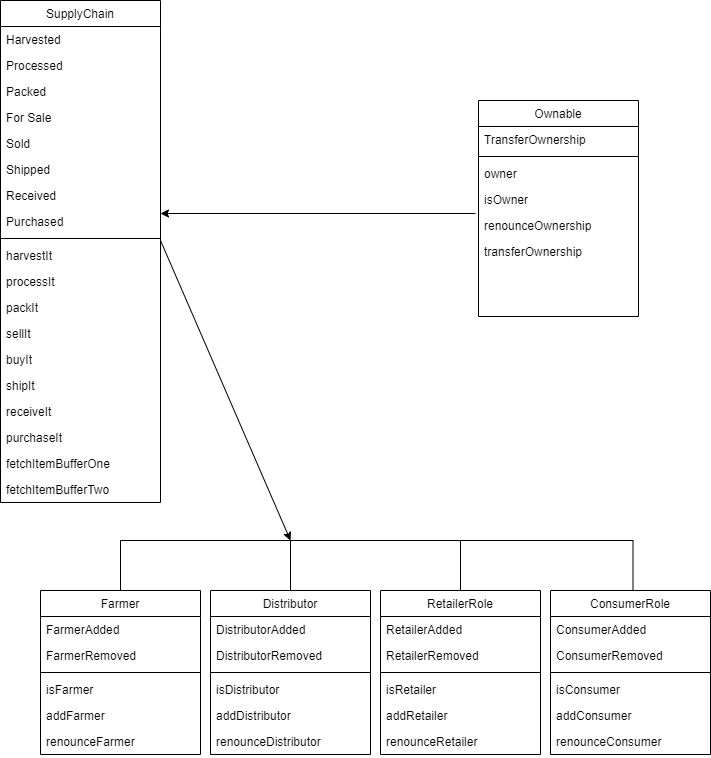 SupplyChain
Harvested
Processed
Packed
For Sale
Sold
Shipped
Received
Purchased
harvestIt
processIt
packIt
sellIt
buyIt
shipIt
receiveIt
purchaseIt
fetchItemBufferOne
fetchItemBufferTwo
Ownable
TransferOwnership
owner
isOwner
renounceOwnership
transferOwnership
Farmer
FarmerAdded
FarmerRemoved
isFarmer
addFarmer
renounceFarmer
Distributor
DistributorAdded
DistributorRemoved
isDistributor
addDistributor
renounceDistributor
RetailerRole
RetailerAdded
RetailerRemoved
isRetailer
addRetailer
renounceRetailer
ConsumerRole
ConsumerAdded
ConsumerRemoved
isConsumer
addConsumer
renounceConsumer